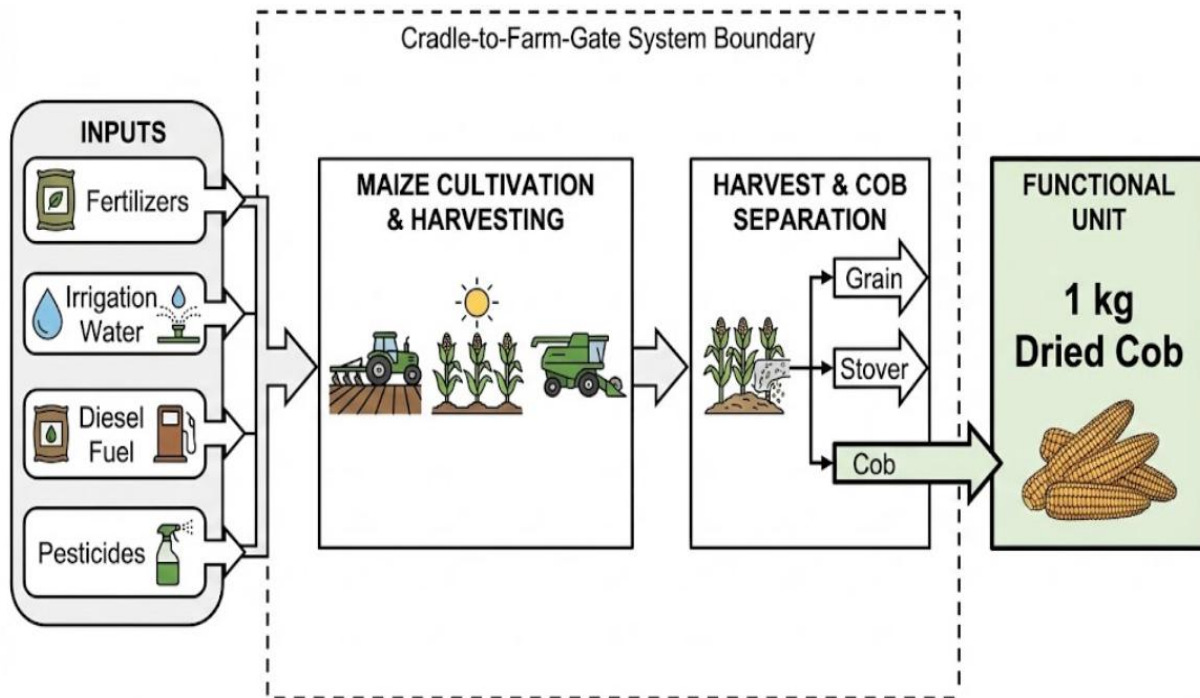 Cradle-to-Farm-Gate System Boundary
INPUTS
Fertilizers
Irrigation
Water
Diesel
Fuel
Pesticides
MAIZE CULTIVATION
& HARVESTING
HARVEST & COB
SEPARATION
Grain
Stover
Cob
FUNCTIONAL
UNIT
1 kg
Dried Cob